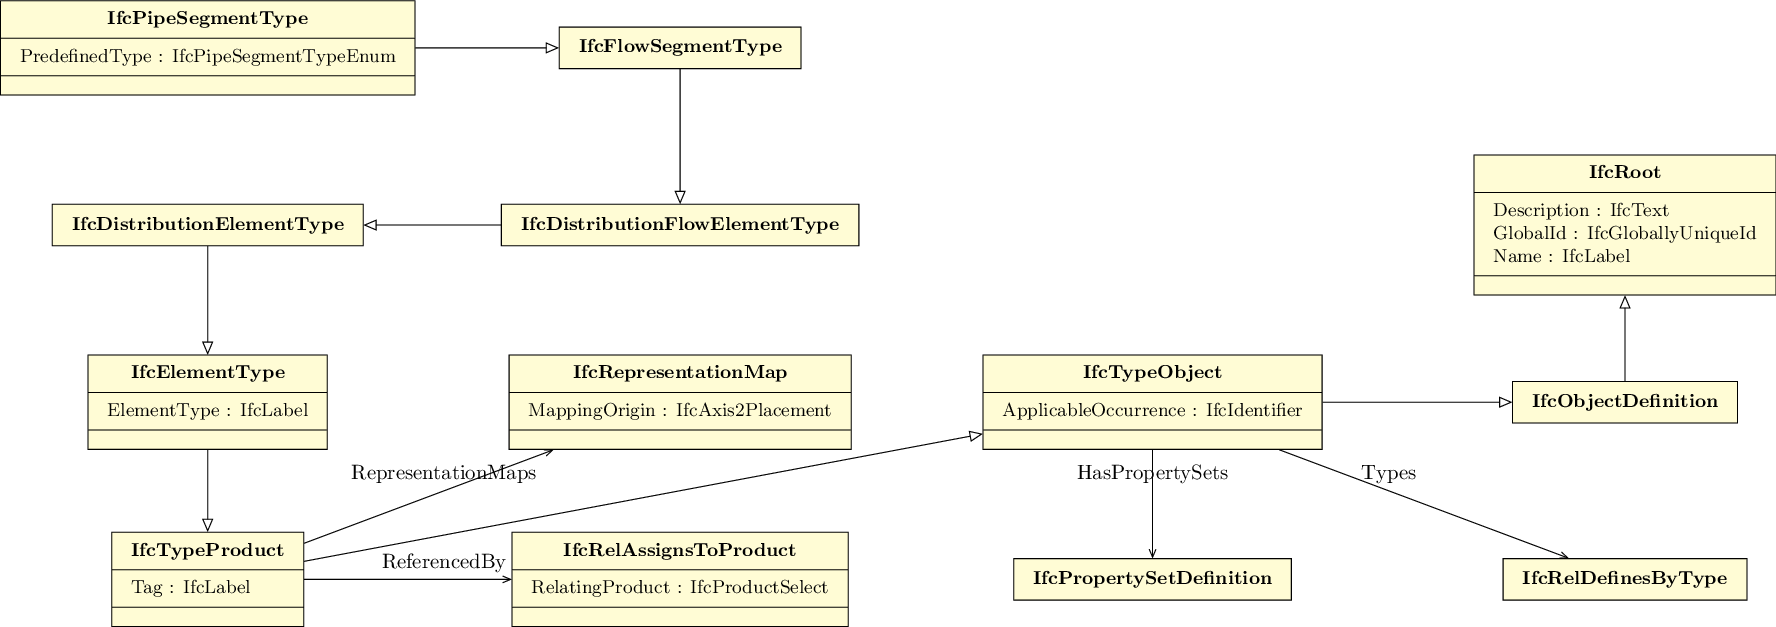 IfcPipeSegmentType
PredefinedType : IfcPipeSegmentTypeEnum
IfcFlowSegmentType
IfcRoot
Description : IfcText
GlobalId : IfcGloballyUniqueId
Name : IfcLabel
IfcDistributionElementType
IfcDistributionFlowElementType
IfcElementType
ElementType : IfcLabel
IfcRepresentationMap
MappingOrigin : IfcAxis2Placement
IfcTypeObject
ApplicableOccurrence : IfcIdentifier
IfcObjectDefinition
RepresentationMaps
HasPropertySets
Types
IfcTypeProduct
Tag : IfcLabel
ReferencedBy
IfcRelAssignsToProduct
RelatingProduct : IfcProductSelect
IfcPropertySetDefinition
IfcRelDefinesByType